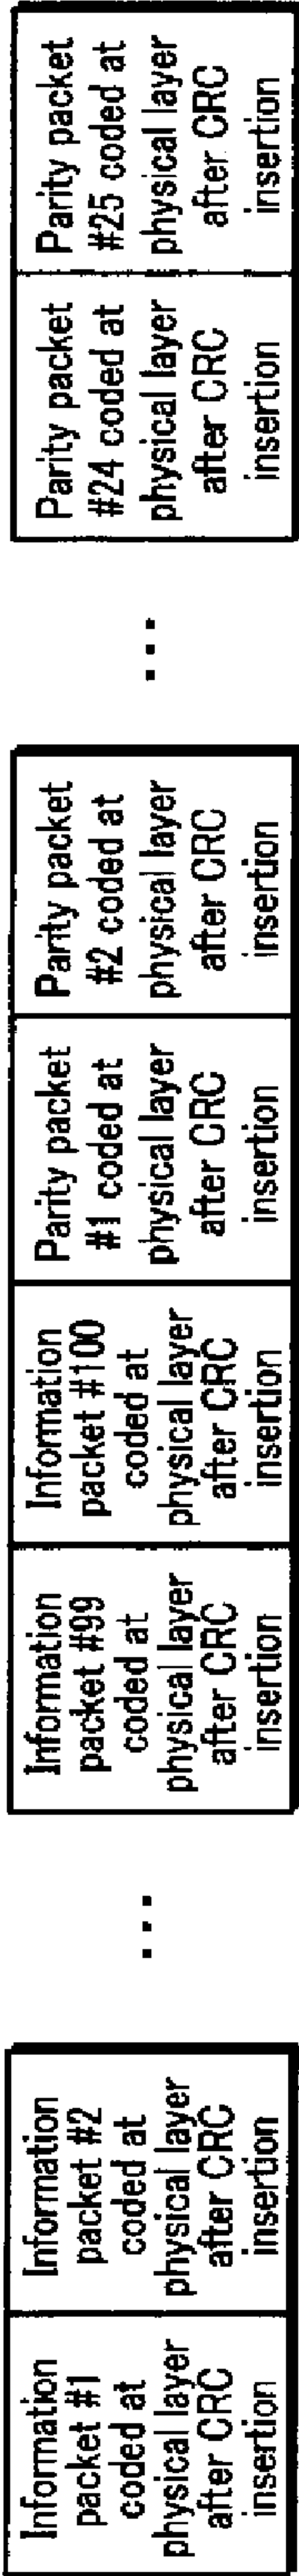 Information
packet #1
coded at
physical layer
after CRC
insertion
Information
packet #2
coded at
physical layer
after CRC
insertion
...
Information
packet #99
coded at
physical layer
after CRC
insertion
Information
packet #100
coded at
physical layer
after CRC
insertion
Parity packet
#1 coded at
physical layer
after CRC
insertion
Parity packet
#2 coded at
physical layer
after CRC
insertion
...
Parity packet
#24 coded at
physical layer
after CRC
insertion
Parity packet
#25 coded at
physical layer
after CRC
insertion